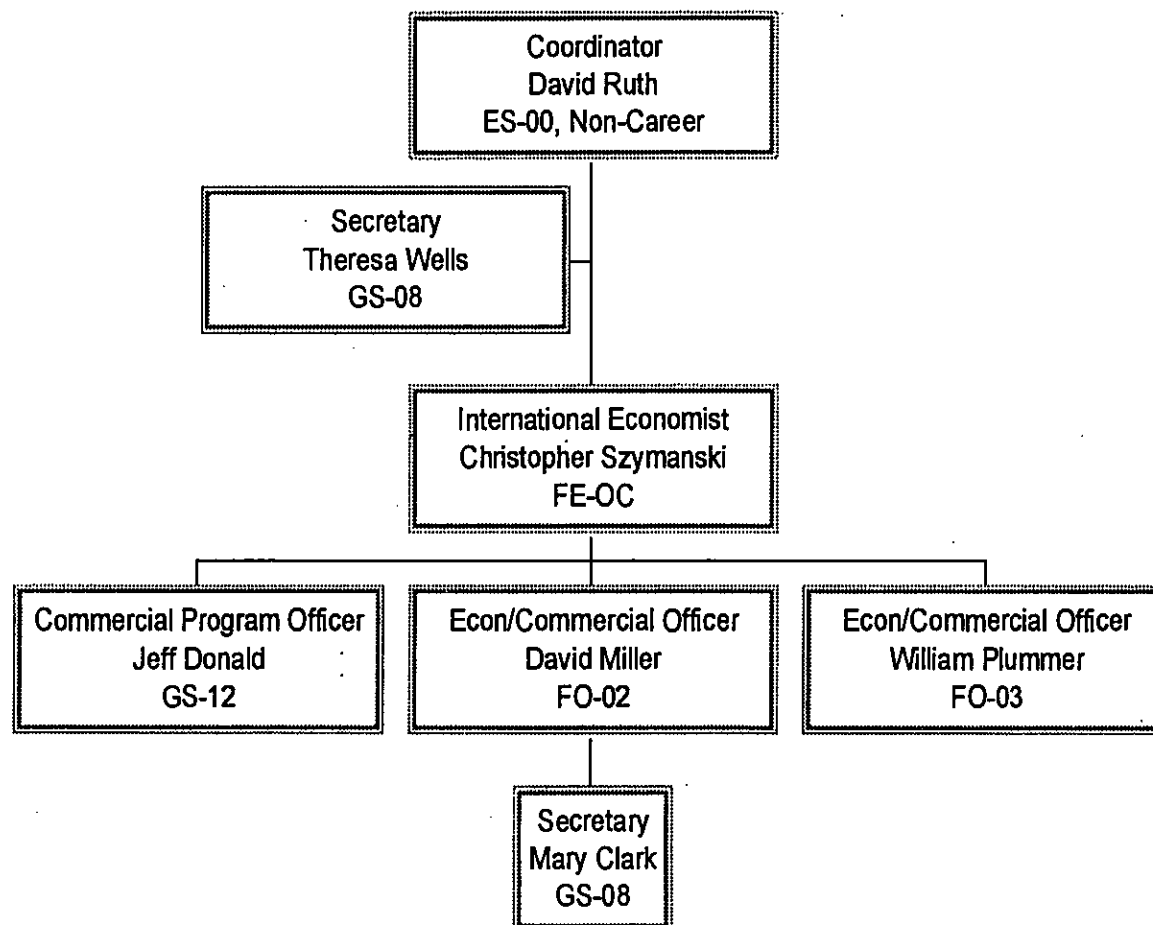 Coordinator
David Ruth
ES-00, Non-Career
Secretary
Theresa Wells
GS-08
International Economist
Christopher Szymanski
FE-OC
Commercial Program Officer
Jeff Donald
GS-12
Econ/Commercial Officer
David Miller
FO-02
Econ/Commercial Officer
William Plummer
FO-03
Secretary
Mary Clark
GS-08